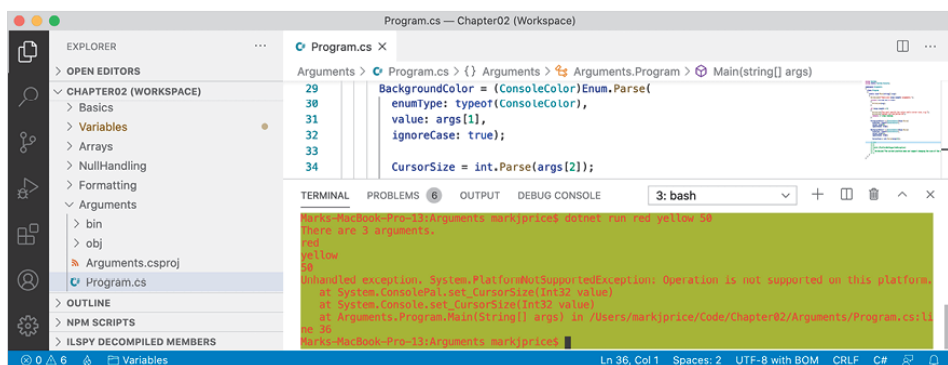 Program.cs — Chapter02 (Workspace)
EXPLORER
OPEN EDITORS
CHAPTER02 (WORKSPACE)
Basics
Variables
Arrays
NullHandling
Formatting
Arguments
bin
obj
Arguments.csproj
Program.cs
OUTLINE
NPM SCRIPTS
ILSPY DECOMPILED MEMBERS
Program.cs
Arguments > Program.cs > {} Arguments > Arguments.Program > Main(string[] args)
29 BackgroundColor = (ConsoleColor)Enum.Parse(
30 enumType: typeof(ConsoleColor),
31 value: args[1],
32 ignoreCase: true);
33
34 CursorSize = int.Parse(args[2]);
TERMINAL PROBLEMS 6 OUTPUT DEBUG CONSOLE 3: bash
Marks-MacBook-Pro-13:Arguments markjprice$ dotnet run red yellow 50
There are 3 arguments.
red
yellow
50
Unhandled exception. System.PlatformNotSupportedException: Operation is not supported on this platform.
at System.ConsolePal.set_CursorSize(Int32 value)
at System.Console.set_CursorSize(Int32 value)
at Arguments.Program.Main(String[] args) in /Users/markjprice/Code/Chapter02/Arguments/Program.cs:li
ne 36
Marks-MacBook-Pro-13:Arguments markjprice$
0 6 Variables Ln 36, Col 1 Spaces: 2 UTF-8 with BOM CRLF C#